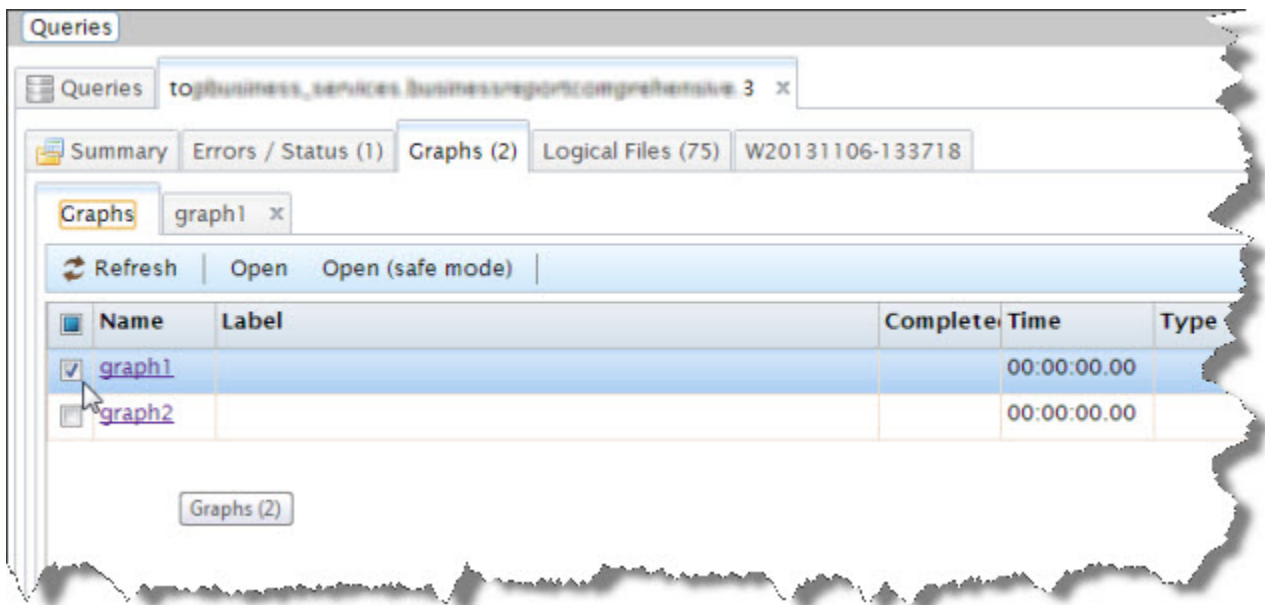 Queries
Queries to 3 x
Summary Errors / Status (1) Graphs (2) Logical Files (75) W20131106-133718
Graphs graph1 x
Refresh Open Open (safe mode)
Name Label Complete Time Type
graph1 00:00:00.00
graph2 00:00:00.00
Graphs (2)